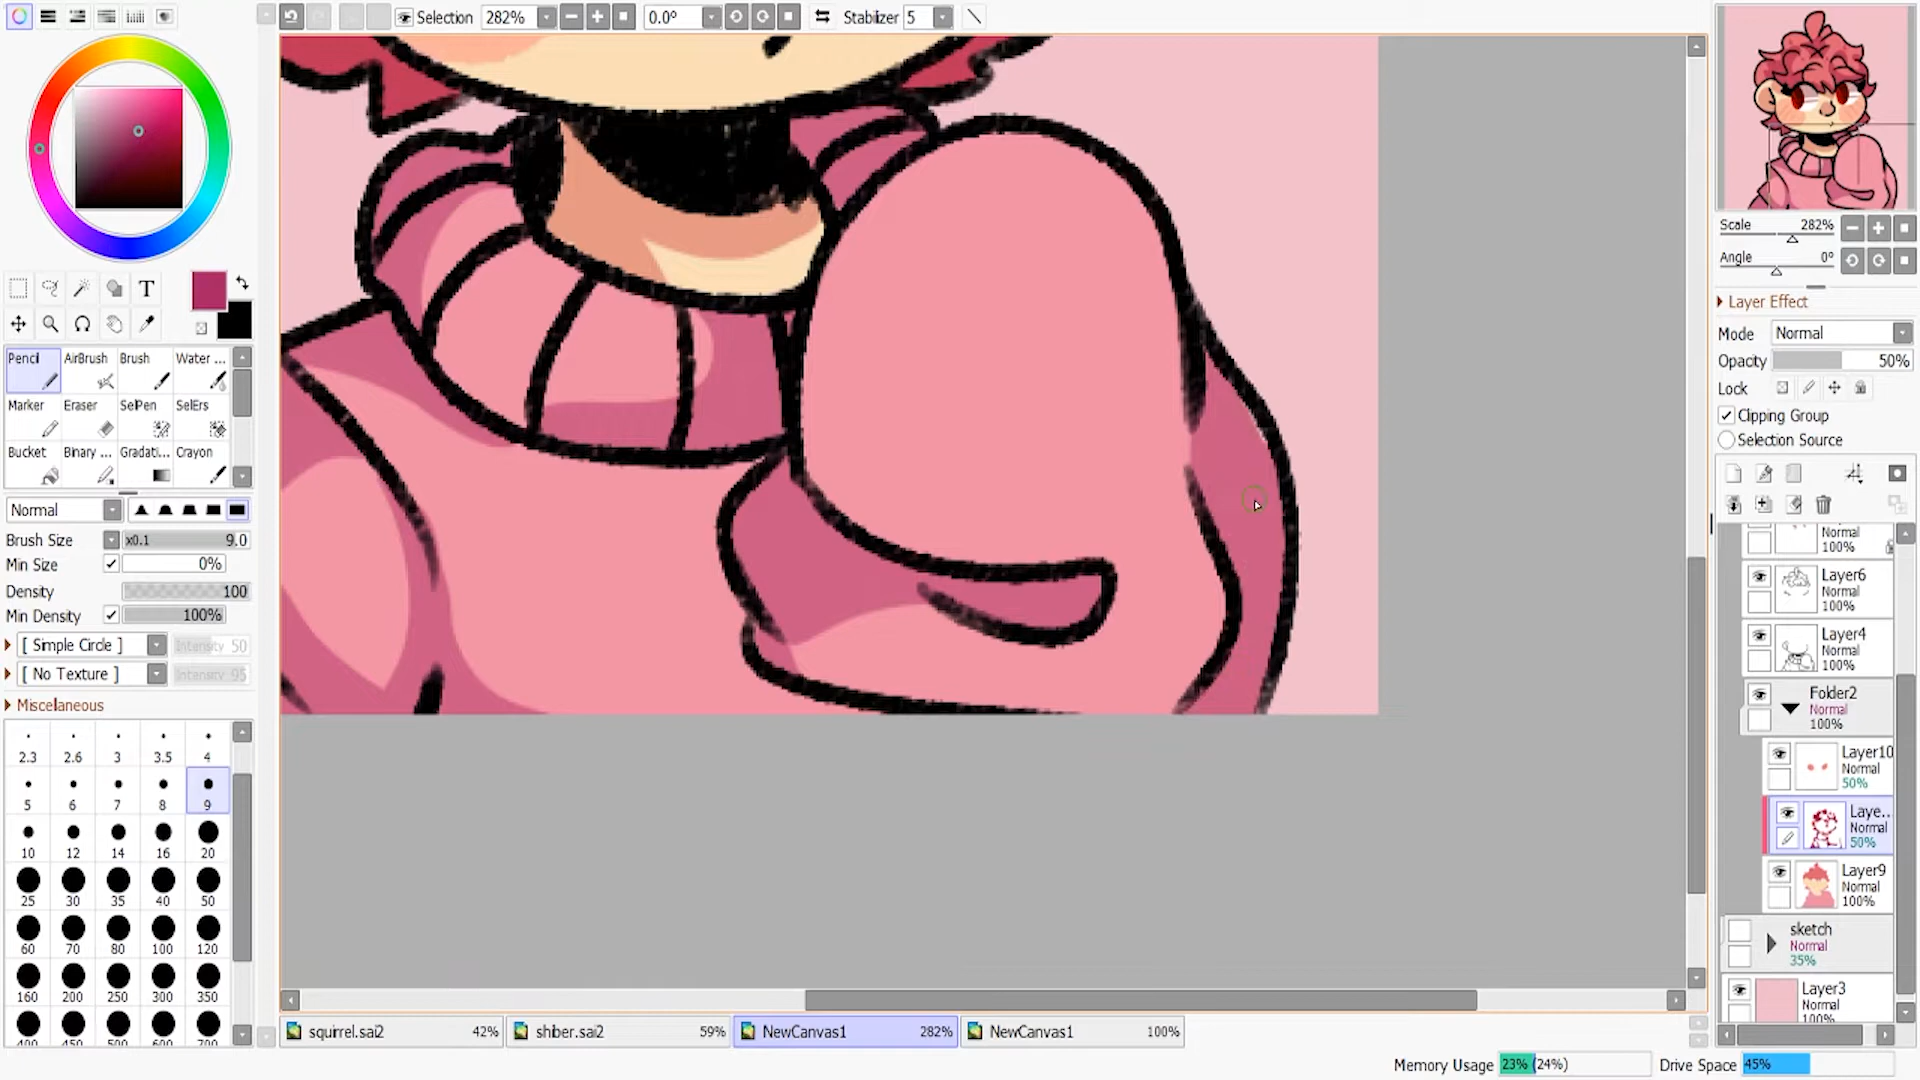 Selection 282% 0.0° Stabilizer 5
T
Pencil AirBrush Brush Water ...
Marker Eraser SelPen SelErs
Bucket Binary ... Gradati... Crayon
Normal
Brush Size x0.1 9.0
Min Size 0%
Density 100
Min Density 100%
[ Simple Circle ] Intensity 50
[ No Texture ] Intensity 95
Miscelaneous
2.3 2.6 3 3.5 4
5 6 7 8 9
10 12 14 16 20
25 30 35 40 50
60 70 80 100 120
160 200 250 300 350
400 450 500 600 700
Scale 282%
Angle 0°
Layer Effect
Mode Normal
Opacity 50%
Lock
Clipping Group
Selection Source
Normal
100%
Layer6
Normal
100%
Layer4
Normal
100%
Folder2
Normal
100%
Layer10
Normal
50%
Laye...
Normal
50%
Layer9
Normal
100%
sketch
Normal
35%
Layer3
Normal
100%
squirrel.sai2 42% shiber.sai2 59% NewCanvas1 282% NewCanvas1 100%
Memory Usage 23% (24%) Drive Space 45%